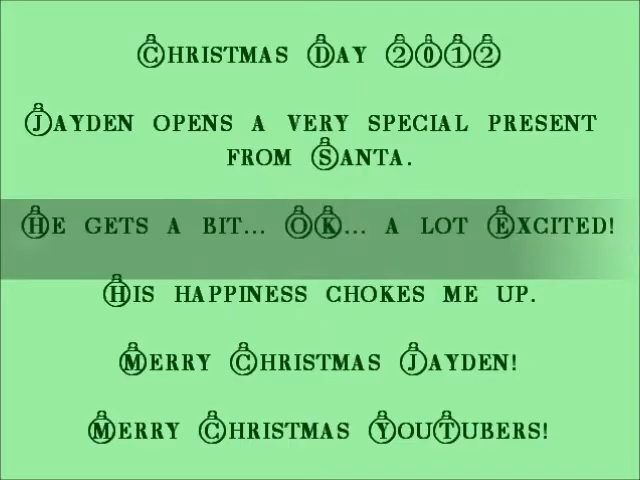 Christmas Day 2012
Jayden opens a very special present
from Santa.
He gets a bit... OK... a lot Excited!
His happiness chokes me up.
Merry Christmas Jayden!
Merry Christmas YouTubers!